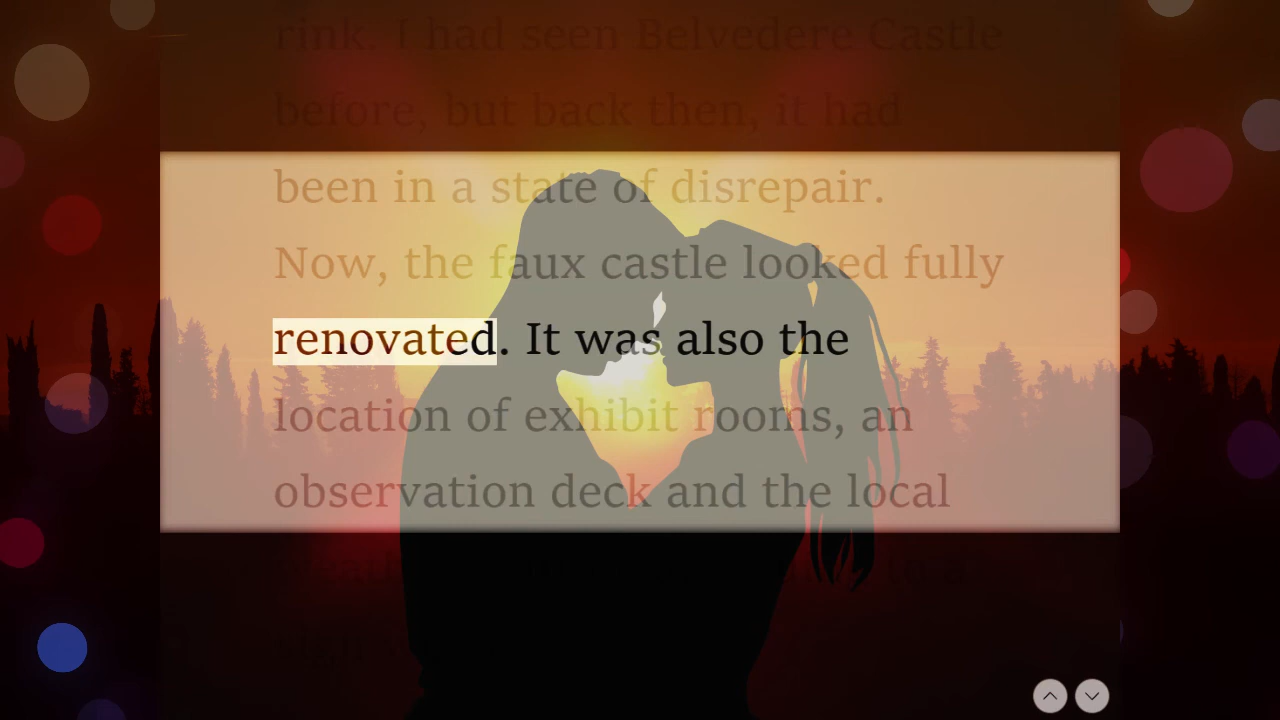 rink. I had seen Belvedere Castle
before, but back then, it had
been in a state of disrepair.
Now, the faux castle looked fully
renovated. It was also the
location of exhibit rooms, an
observation deck and the local